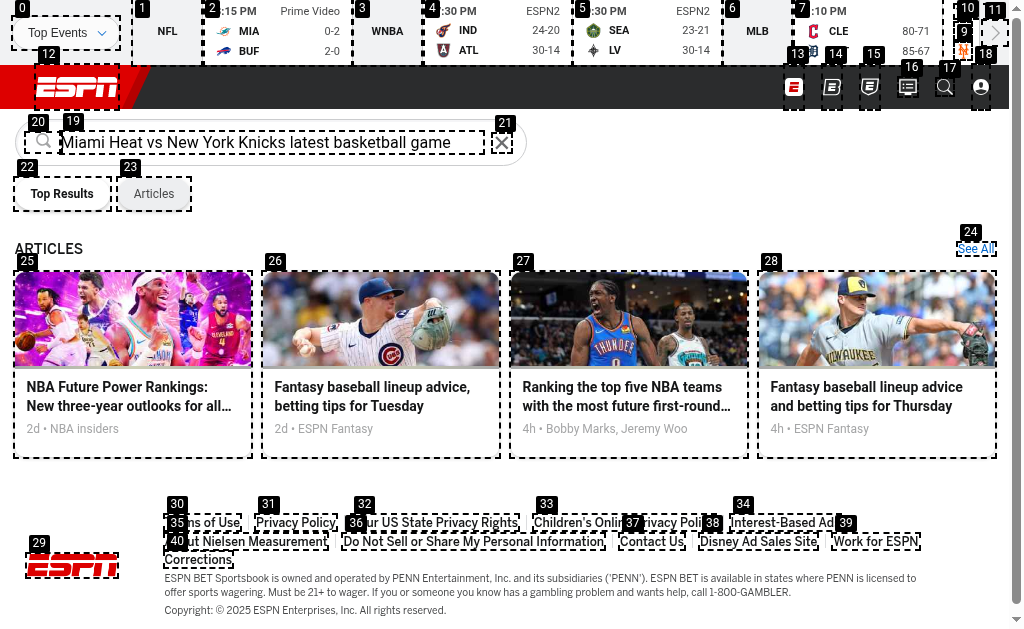 0
1
2
3
4
5
6
7
10
11
Top Events
NFL
:15 PM
Prime Video
MIA
0-2
BUF
2-0
WNBA
:30 PM
ESPN2
IND
24-20
ATL
30-14
:30 PM
ESPN2
SEA
23-21
LV
30-14
MLB
:10 PM
CLE
80-71
85-67
9
12
13
14
15
16
17
18
ESPN
20
19
21
Miami Heat vs New York Knicks latest basketball game
22
23
Top Results
Articles
24
ARTICLES
See All
25
26
27
28
NBA Future Power Rankings:
New three-year outlooks for all…
2d • NBA insiders
Fantasy baseball lineup advice,
betting tips for Tuesday
2d • ESPN Fantasy
THUNDER
Ranking the top five NBA teams
with the most future first-round…
4h • Bobby Marks, Jeremy Woo
MILWAUKEE
Fantasy baseball lineup advice
and betting tips for Thursday
4h • ESPN Fantasy
30
31
32
33
34
ms of Use
Privacy Policy
ur US State Privacy Rights
Children's Onlin
rivacy Poli
Interest-Based Ad
35
36
37
38
39
ut Nielsen Measurement
Do Not Sell or Share My Personal Information
Contact Us
Disney Ad Sales Site
Work for ESPN
40
29
Corrections
ESPN
ESPN BET Sportsbook is owned and operated by PENN Entertainment, Inc. and its subsidiaries ('PENN'). ESPN BET is available in states where PENN is licensed to
offer sports wagering. Must be 21+ to wager. If you or someone you know has a gambling problem and wants help, call 1-800-GAMBLER.
Copyright: © 2025 ESPN Enterprises, Inc. All rights reserved.